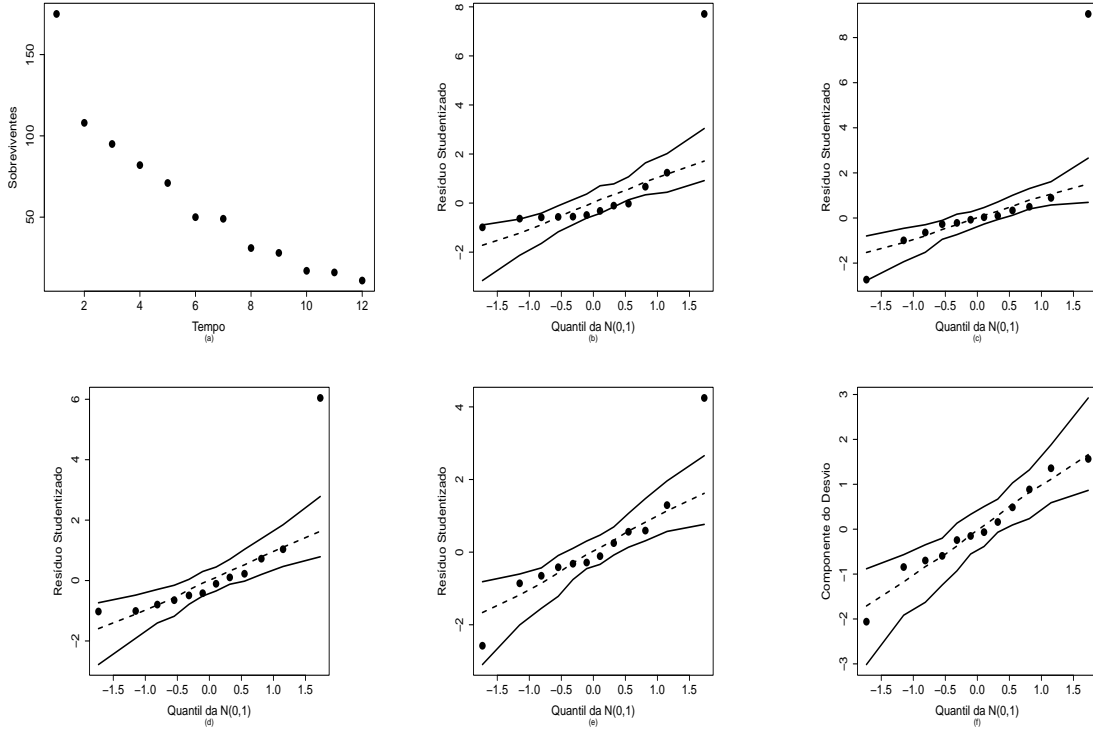 Sobreviventes
150
100
50
2 4 6 8 10 12
Tempo
(a)
Resíduo Studentizado
8
6
4
2
0
−2
−1.5 −1.0 −0.5 0.0 0.5 1.0 1.5
Quantil da N(0,1)
(b)
Resíduo Studentizado
8
6
4
2
0
−2
−1.5 −1.0 −0.5 0.0 0.5 1.0 1.5
Quantil da N(0,1)
(c)
Resíduo Studentizado
6
4
2
0
−2
−1.5 −1.0 −0.5 0.0 0.5 1.0 1.5
Quantil da N(0,1)
(d)
Resíduo Studentizado
4
2
0
−2
−1.5 −1.0 −0.5 0.0 0.5 1.0 1.5
Quantil da N(0,1)
(e)
Componente do Desvio
3
2
1
0
−1
−2
−3
−1.5 −1.0 −0.5 0.0 0.5 1.0 1.5
Quantil da N(0,1)
(f)